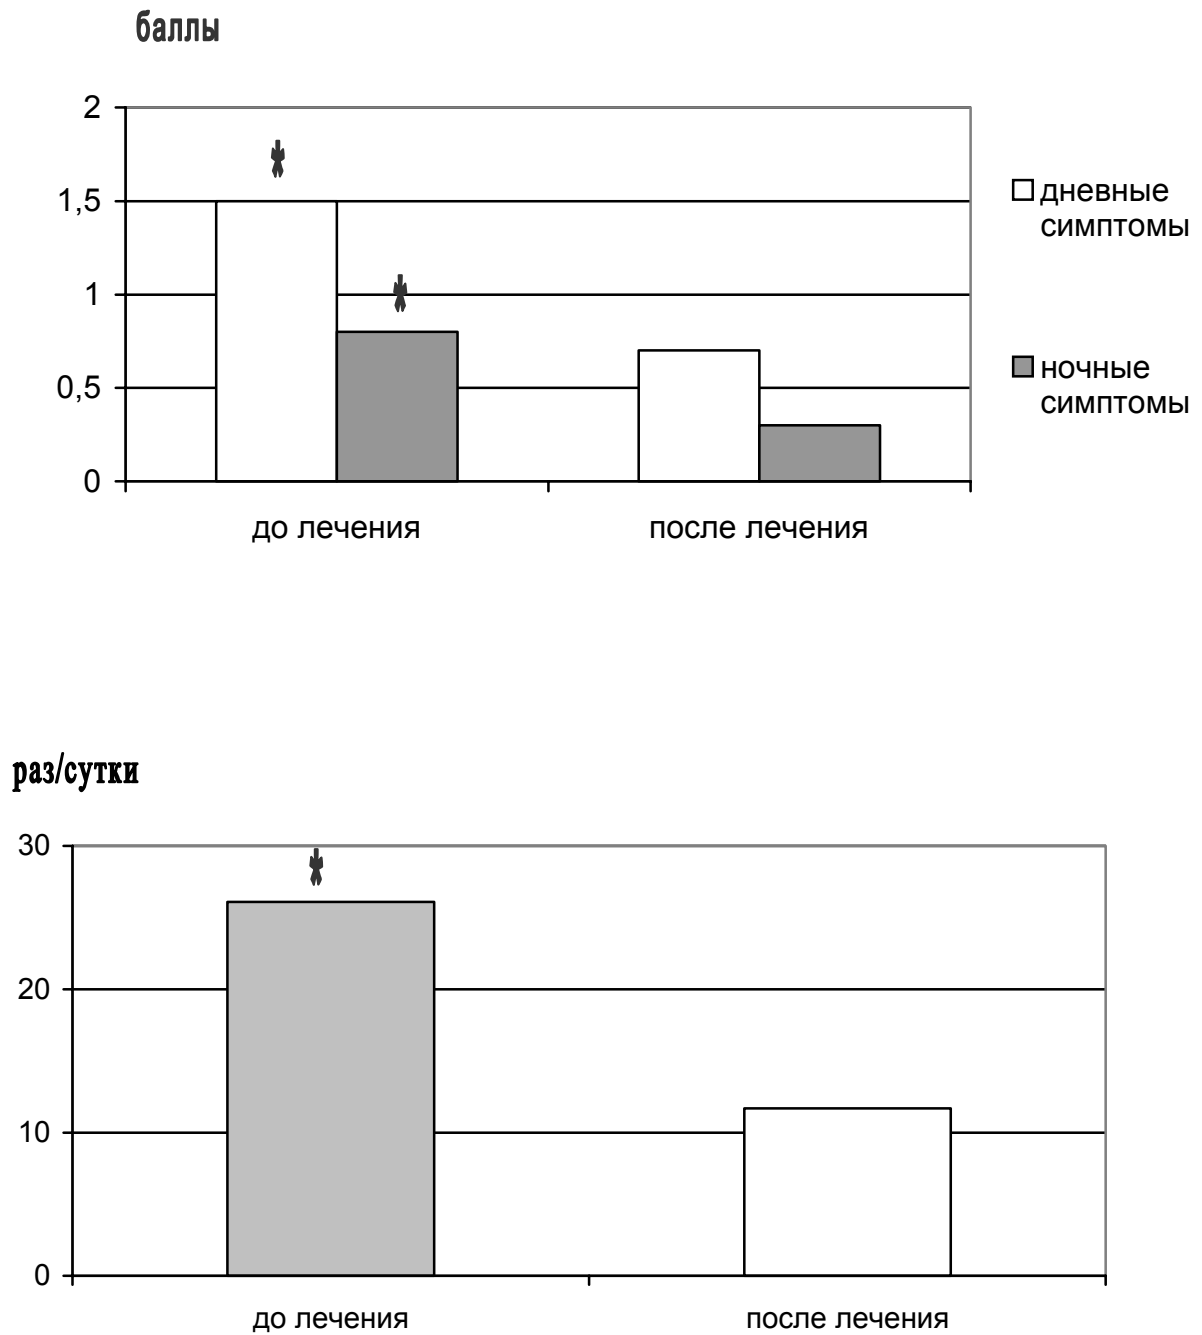 баллы
2
1,5
1
0,5
0
до лечения
после лечения
дневные
симптомы
ночные
симптомы
раз/сутки
30
20
10
0
до лечения
после лечения